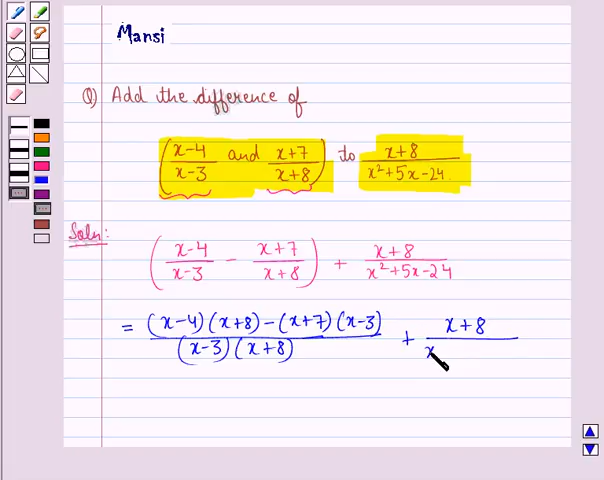 Mansi
Q) Add the difference of
(x-4/x-3 and x+7/x+8) to x+8/x²+5x-24.
Soln:
(x-4/x-3 - x+7/x+8) + x+8/x²+5x-24
= (x-4)(x+8)-(x+7)(x-3)/(x-3)(x+8) + x+8/x